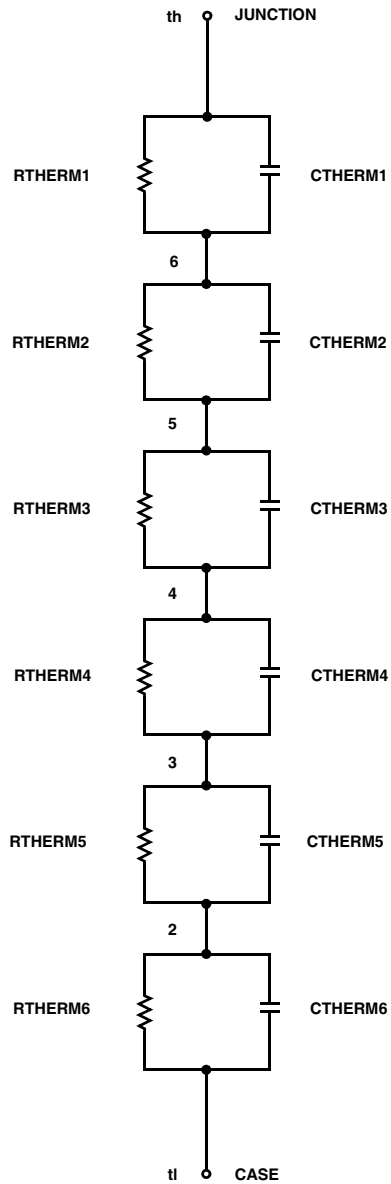 th JUNCTION
RTHERM1 CTHERM1
6
RTHERM2 CTHERM2
5
RTHERM3 CTHERM3
4
RTHERM4 CTHERM4
3
RTHERM5 CTHERM5
2
RTHERM6 CTHERM6
tl CASE